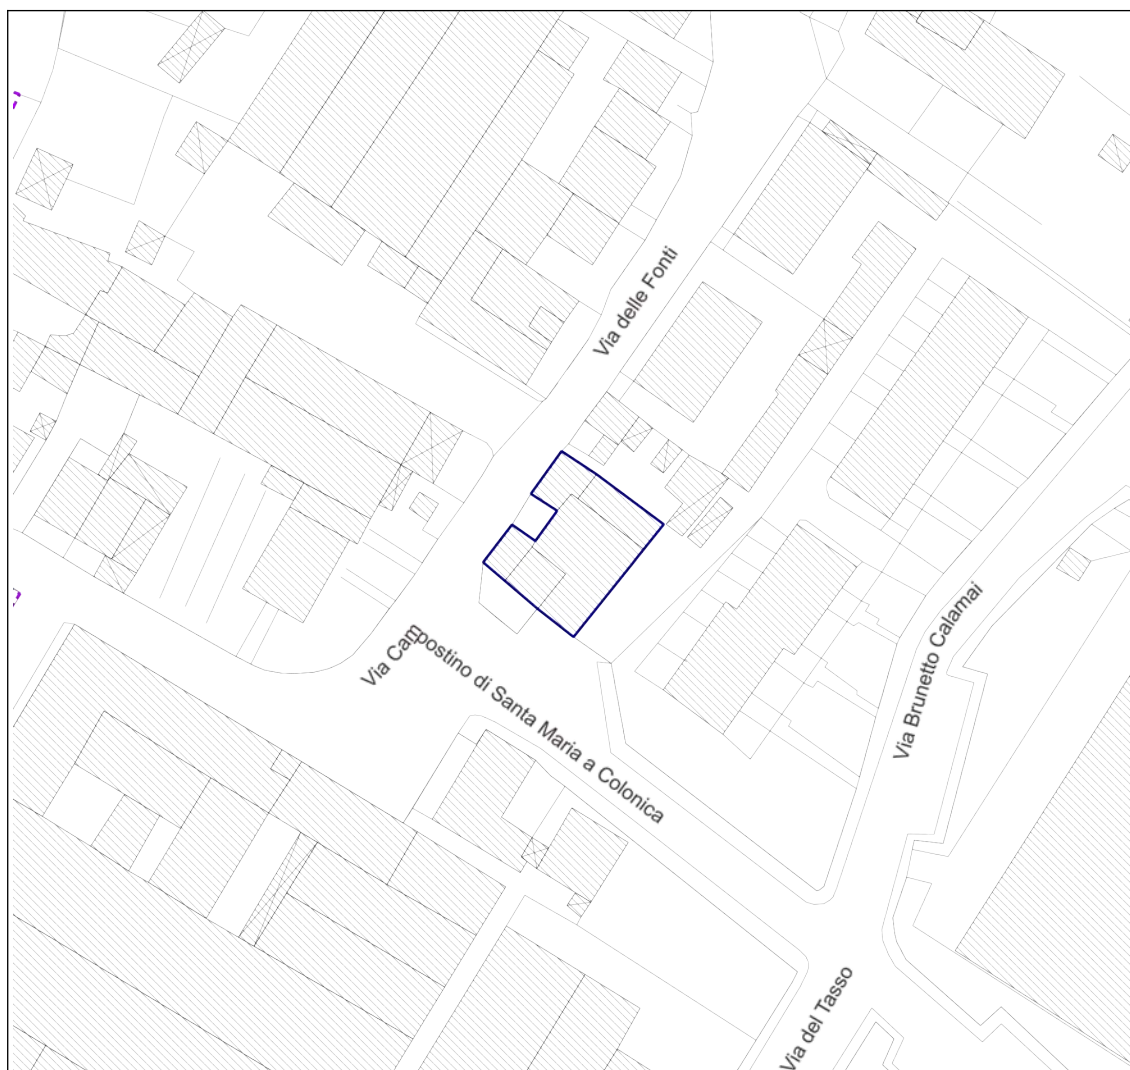 Via delle Fonti
Via Campostino di Santa Maria a Colonica
Via Brunetto Calamai
Via del Tasso